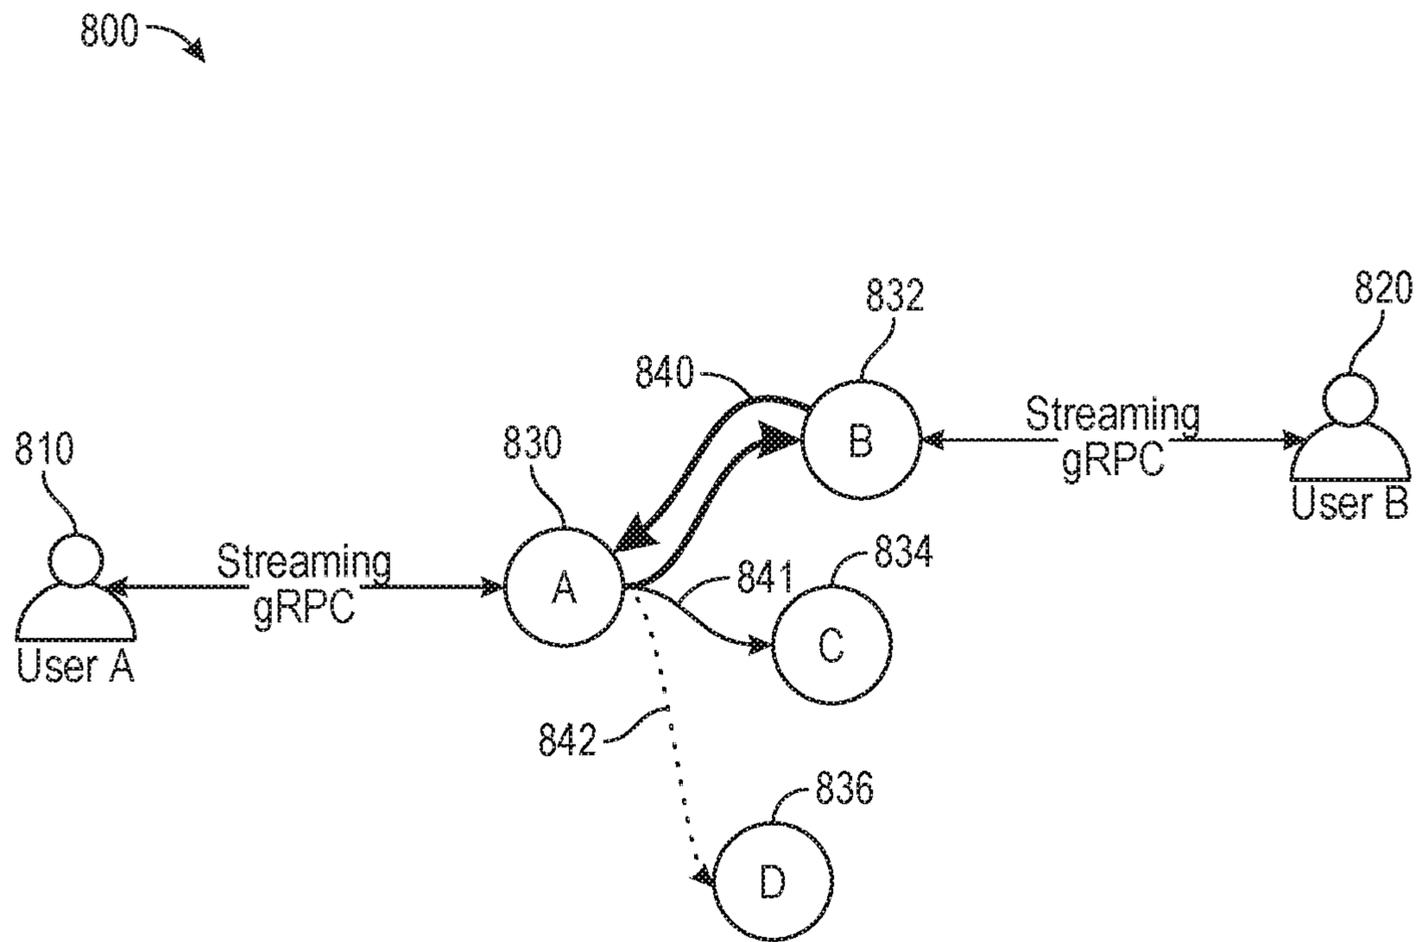 800
832
820
840
Streaming
gRPC
B
User B
810
830
Streaming
gRPC
A
User A
841
834
C
842
836
D